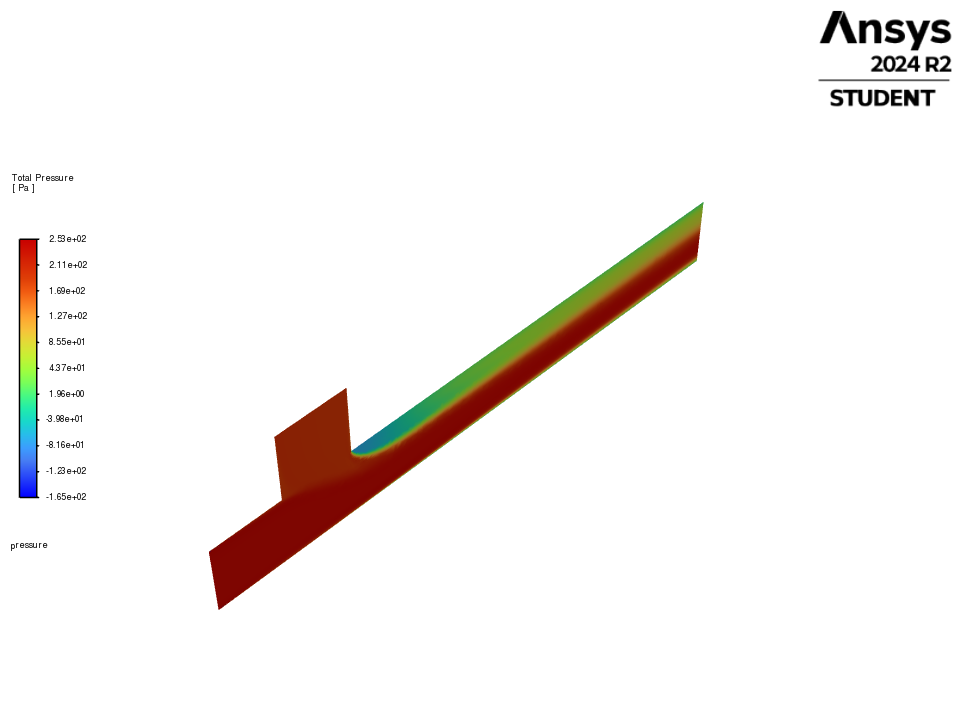 Ansys
2024 R2
STUDENT
Total Pressure
[ Pa ]
2.53e+02
2.11e+02
1.69e+02
1.27e+02
8.55e+01
4.37e+01
1.96e+00
-3.98e+01
-8.16e+01
-1.23e+02
-1.65e+02
pressure